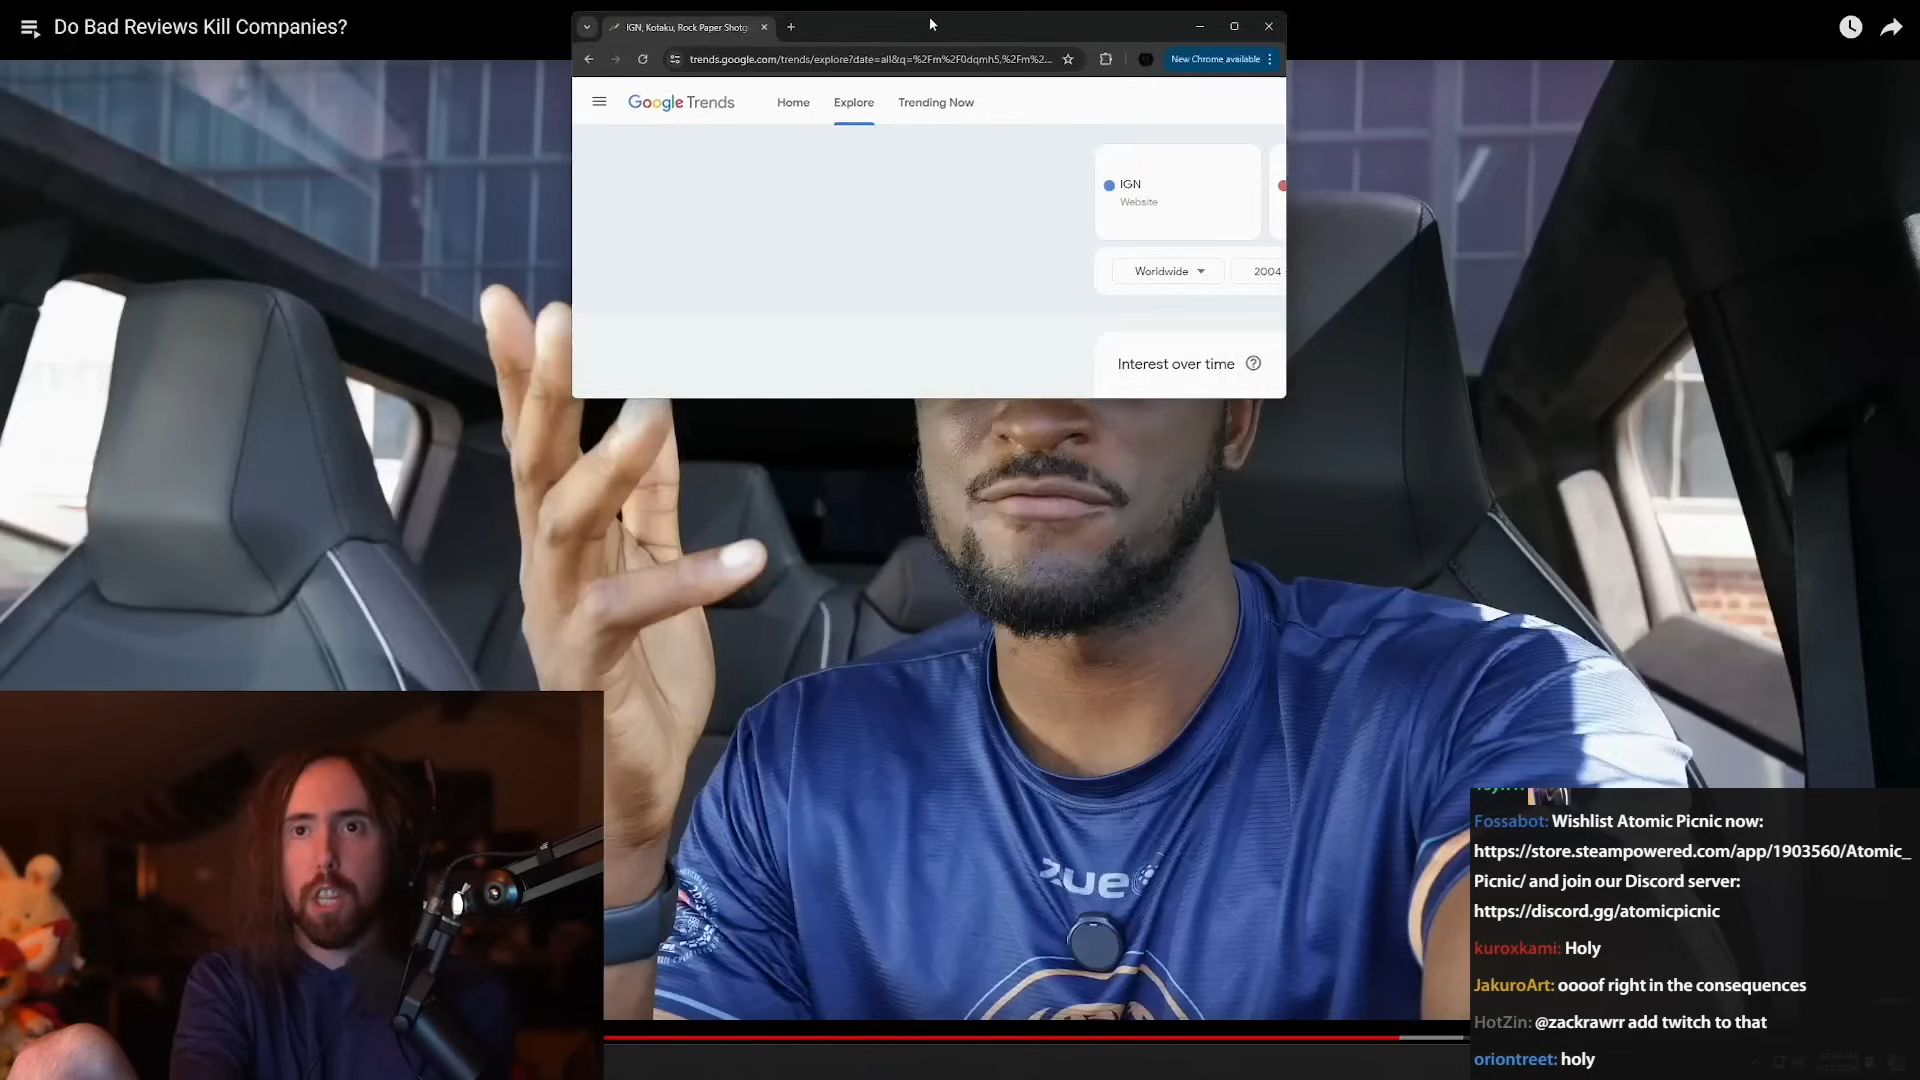 Do Bad Reviews Kill Companies?
IGN, Kotaku, Rock Paper Shotg
trends.google.com/trends/explore?date=all&q=%2Fm%2F0dqmh5,%2Fm%2...
New Chrome available
Google Trends
Home
Explore
Trending Now
IGN
Website
Worldwide
2004
Interest over time
zue
Fossabot: Wishlist Atomic Picnic now:
https://store.steampowered.com/app/1903560/Atomic_
Picnic/ and join our Discord server:
https://discord.gg/atomicpicnic
kuroxkami: Holy
JakuroArt: oooof right in the consequences
HotZin: @zackrawrr add twitch to that
oriontreet: holy